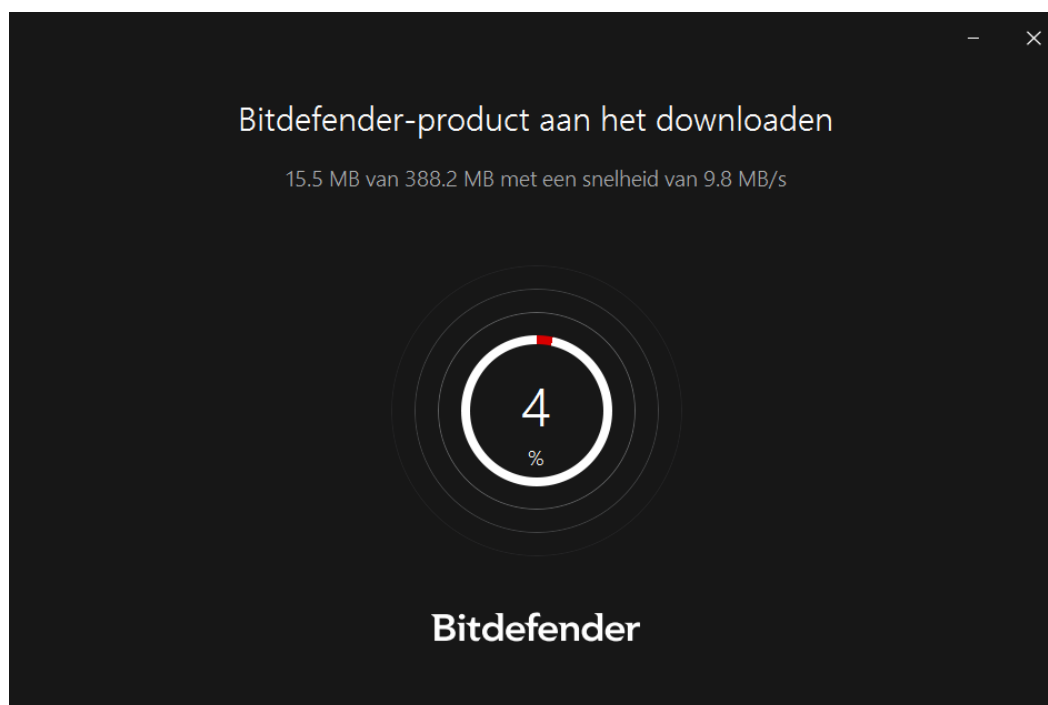 Bitdefender-product aan het downloaden
15.5 MB van 388.2 MB met een snelheid van 9.8 MB/s
4
%
Bitdefender